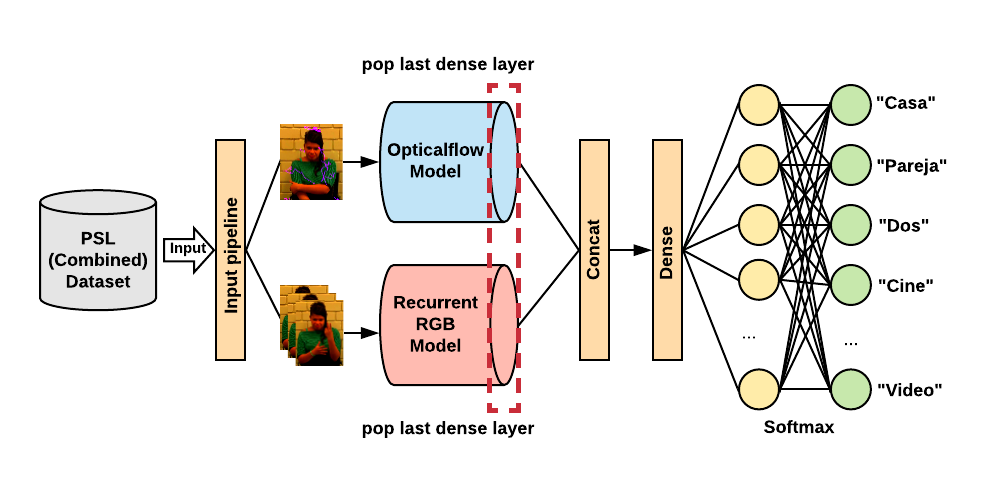 pop last dense layer
PSL
(Combined)
Dataset
Input
Input pipeline
Opticalflow
Model
Recurrent
RGB
Model
pop last dense layer
Concat
Dense
"Casa"
"Pareja"
"Dos"
"Cine"
...
...
"Video"
Softmax